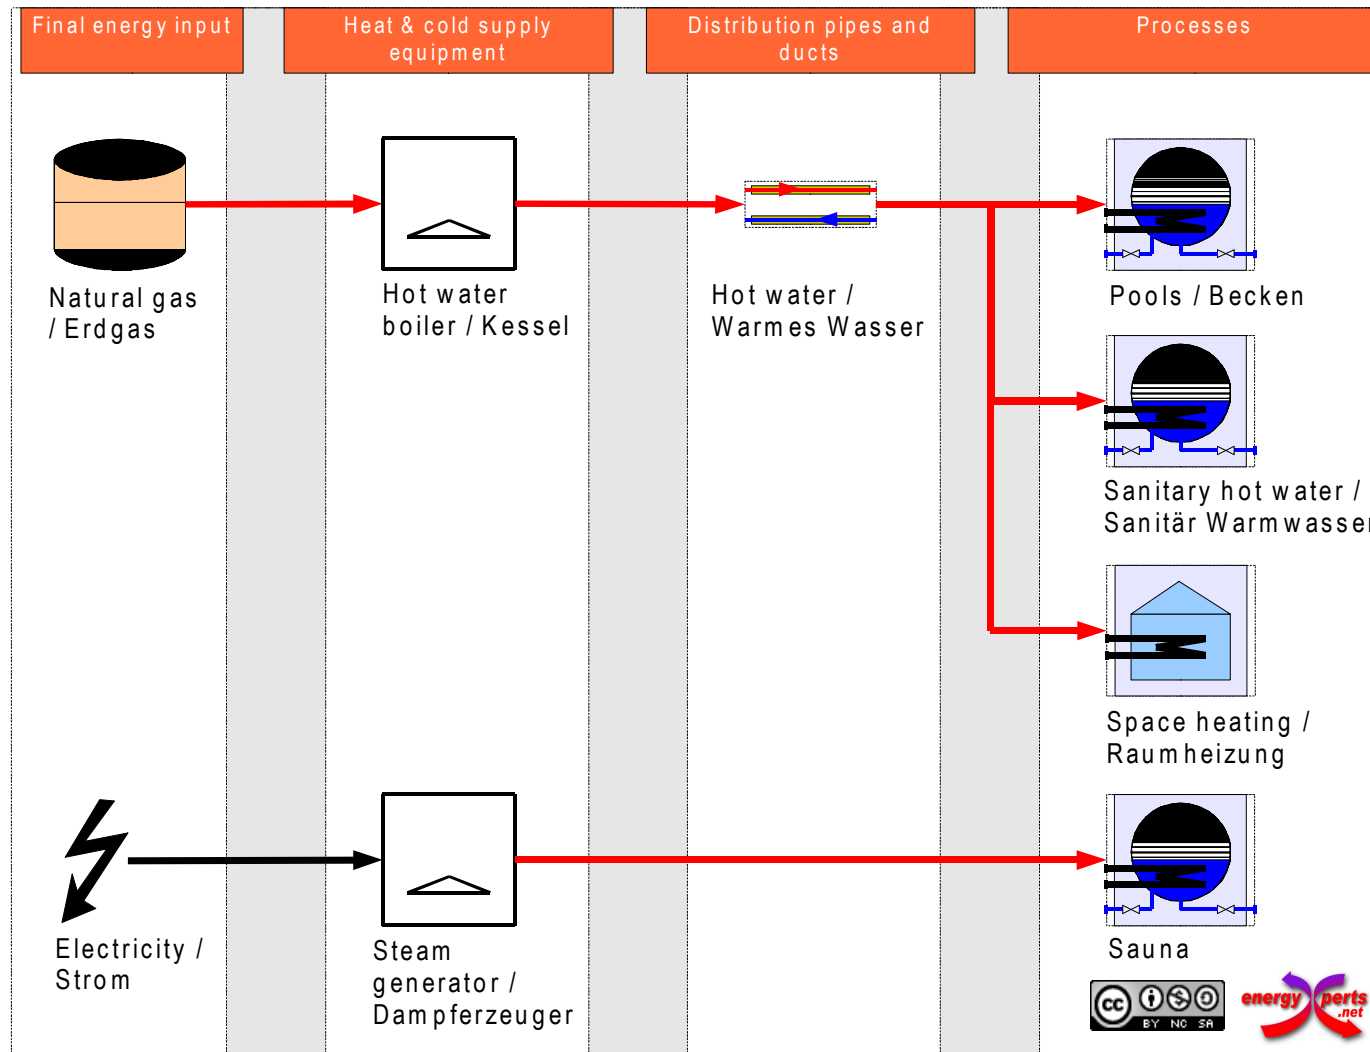 Final energy input
Heat & cold supply
equipment
Distribution pipes and
ducts
Processes
Natural gas
/ Erdgas
Hot water
boiler / Kessel
Hot water /
Warmes Wasser
Pools / Becken
Sanitary hot water /
Sanitär Warmwasser
Space heating /
Raumheizung
Electricity /
Strom
Steam
generator /
Dampferzeuger
Sauna
cc
BY NC SA
energy Xperts
.net